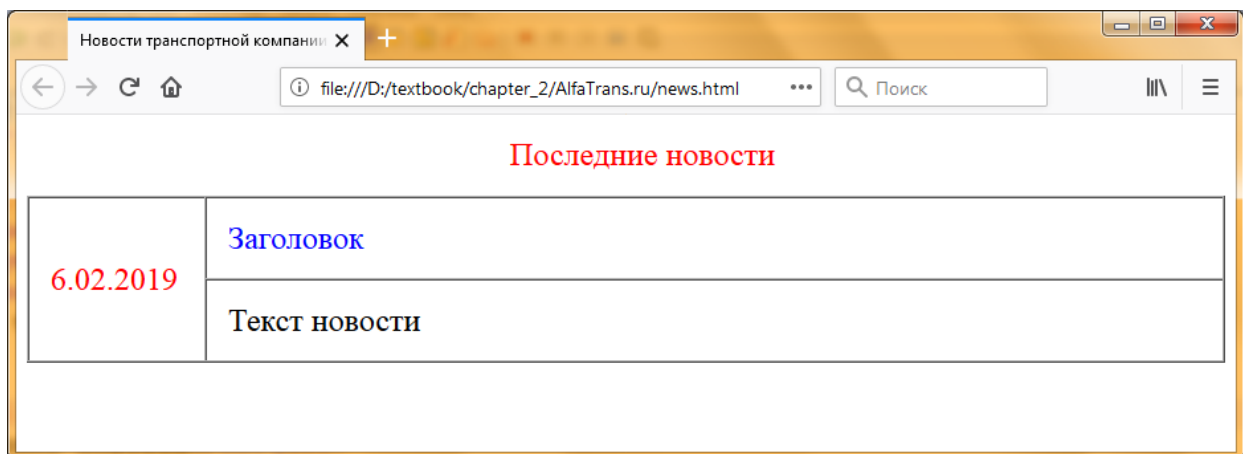 Новости транспортной компании
file:///D:/textbook/chapter_2/AlfaTrans.ru/news.html
Поиск
Последние новости
Заголовок
6.02.2019
Текст новости